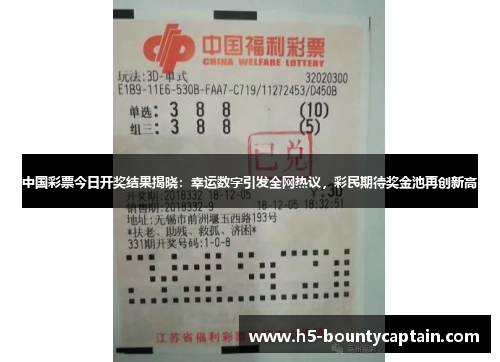 中国福利彩票
CHINA WELFARE LOTTERY
玩法:3D-单式 32020300
E1B9-11E6-530B-FAA7-C719/11272453/D450B
单选: 3 8 8 (10)
组三: 3 8 8 (5)
已兑
中国彩票今日开奖结果揭晓：幸运数字引发全网热议，彩民期待奖金池再创新高
开奖期:2018332 18-12-05
销售期:2018332 9 18-12-05 18:32:51
地址:无锡市前洲堰玉西路193号
*扶老、助残、救孤、济困*
331期开奖号码:1-0-8
江苏省福利彩票
www.h5-bountycaptain.com